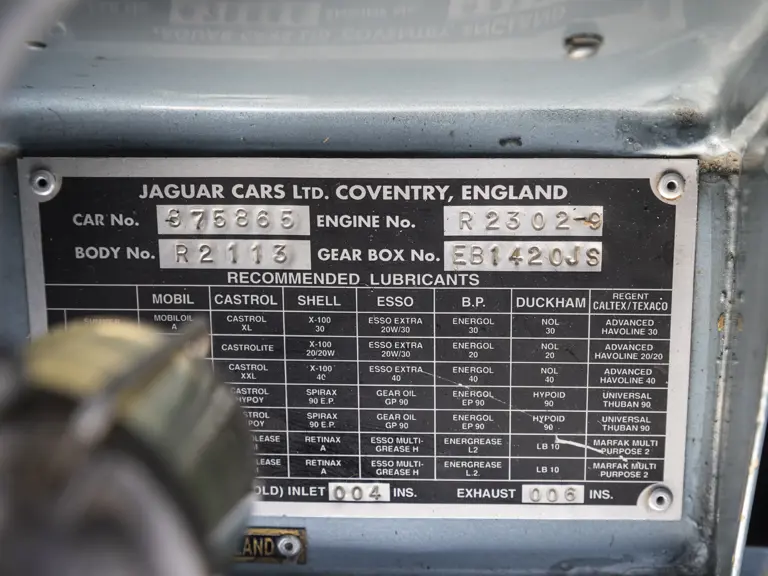 JAGUAR CARS LTD. COVENTRY, ENGLAND
CAR No. 875865 ENGINE No. R2302-9
BODY No. R2113 GEAR BOX No. EB1420JS
RECOMMENDED LUBRICANTS
MOBIL CASTROL SHELL ESSO B.P. DUCKHAM REGENT
CALTEX/TEXACO
MOBILOIL CASTROL X-100 ESSO EXTRA ENERGOL NOL ADVANCED
A XL 30 20W/30 30 30 HAVOLINE 30
CASTROLITE X-100 ESSO EXTRA ENERGOL NOL ADVANCED
20/20W 20W/30 20 20 HAVOLINE 20/20
CASTROL X-100 ESSO EXTRA ENERGOL NOL ADVANCED
XXL 40 40 40 40 HAVOLINE 40
CASTROL SPIRAX GEAR OIL ENERGOL HYPOID UNIVERSAL
90 E.P. GP 90 EP 90 90 THUBAN 90
SPIRAX GEAR OIL ENERGOL HYPOID UNIVERSAL
90 E.P. GP 90 EP 90 90 THUBAN 90
RETINAX ESSO MULTI- ENERGREASE LB 10 MARFAK MULTI
A GREASE H L2 PURPOSE 2
RETINAX ESSO MULTI- ENERGREASE LB 10 MARFAK MULTI
A GREASE H L.2. PURPOSE 2
INLET 004 INS. EXHAUST 006 INS.